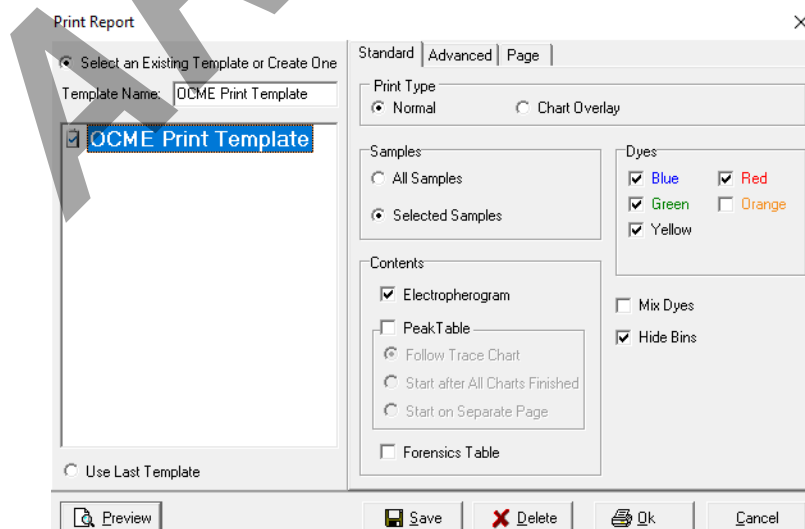 Print Report
Select an Existing Template or Create One
Template Name: OCME Print Template
OCME Print Template
Use Last Template
Preview
Standard Advanced Page
Print Type
Normal Chart Overlay
Samples
All Samples
Selected Samples
Dyes
Blue Red
Green Orange
Yellow
Contents
Electropherogram
PeakTable
Follow Trace Chart
Start after All Charts Finished
Start on Separate Page
Forensics Table
Mix Dyes
Hide Bins
Save Delete Ok Cancel